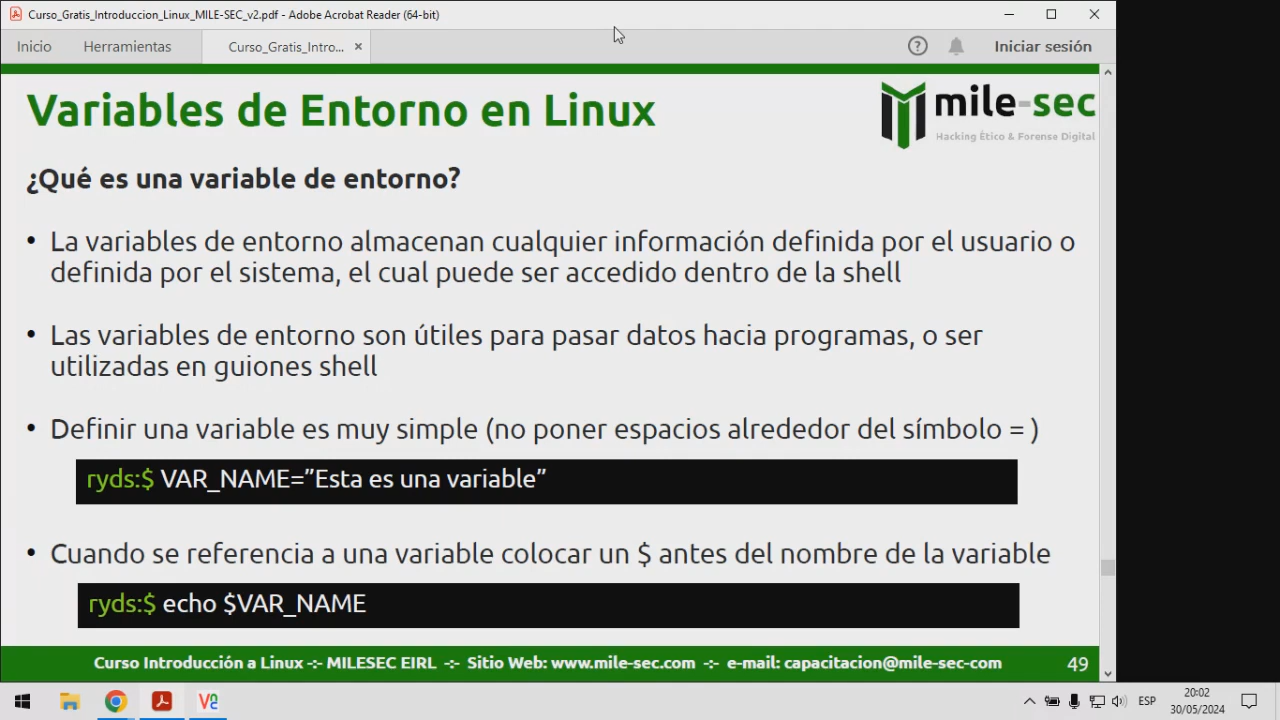 Curso_Gratis_Introduccion_Linux_MILE-SEC_v2.pdf - Adobe Acrobat Reader (64-bit)
Inicio Herramientas Curso_Gratis_Intro... × Iniciar sesión
Variables de Entorno en Linux
mile-sec
Hacking Ético & Forense Digital
¿Qué es una variable de entorno?
• La variables de entorno almacenan cualquier información definida por el usuario o
definida por el sistema, el cual puede ser accedido dentro de la shell
• Las variables de entorno son útiles para pasar datos hacia programas, o ser
utilizadas en guiones shell
• Definir una variable es muy simple (no poner espacios alrededor del símbolo = )
ryds:$ VAR_NAME=”Esta es una variable”
• Cuando se referencia a una variable colocar un $ antes del nombre de la variable
ryds:$ echo $VAR_NAME
Curso Introducción a Linux -:- MILESEC EIRL -:- Sitio Web: www.mile-sec.com -:- e-mail: capacitacion@mile-sec-com 49
ESP
20:02
30/05/2024